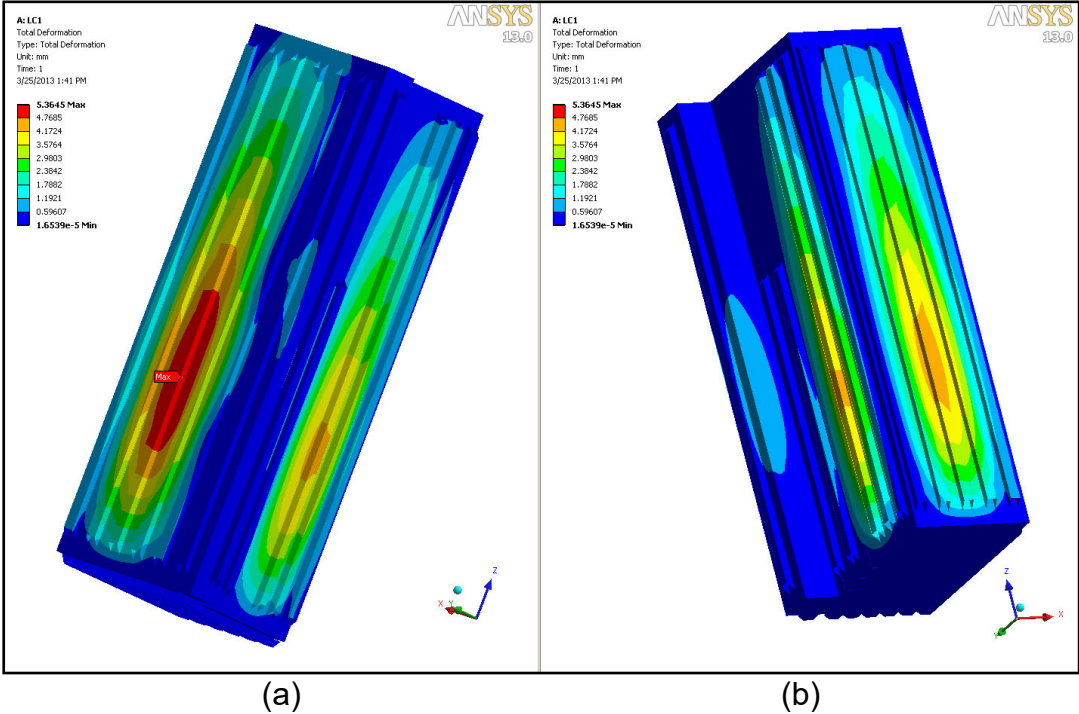 A: LC1
Total Deformation
Type: Total Deformation
Unit: mm
Time: 1
3/25/2013 1:41 PM
5.3645 Max
4.7685
4.1724
3.5764
2.9803
2.3842
1.7882
1.1921
0.59607
1.6539e-5 Min
ANSYS
13.0
Max
Z
X
Y
A: LC1
Total Deformation
Type: Total Deformation
Unit: mm
Time: 1
3/25/2013 1:41 PM
5.3645 Max
4.7685
4.1724
3.5764
2.9803
2.3842
1.7882
1.1921
0.59607
1.6539e-5 Min
ANSYS
13.0
Z
X
Y
(a)
(b)